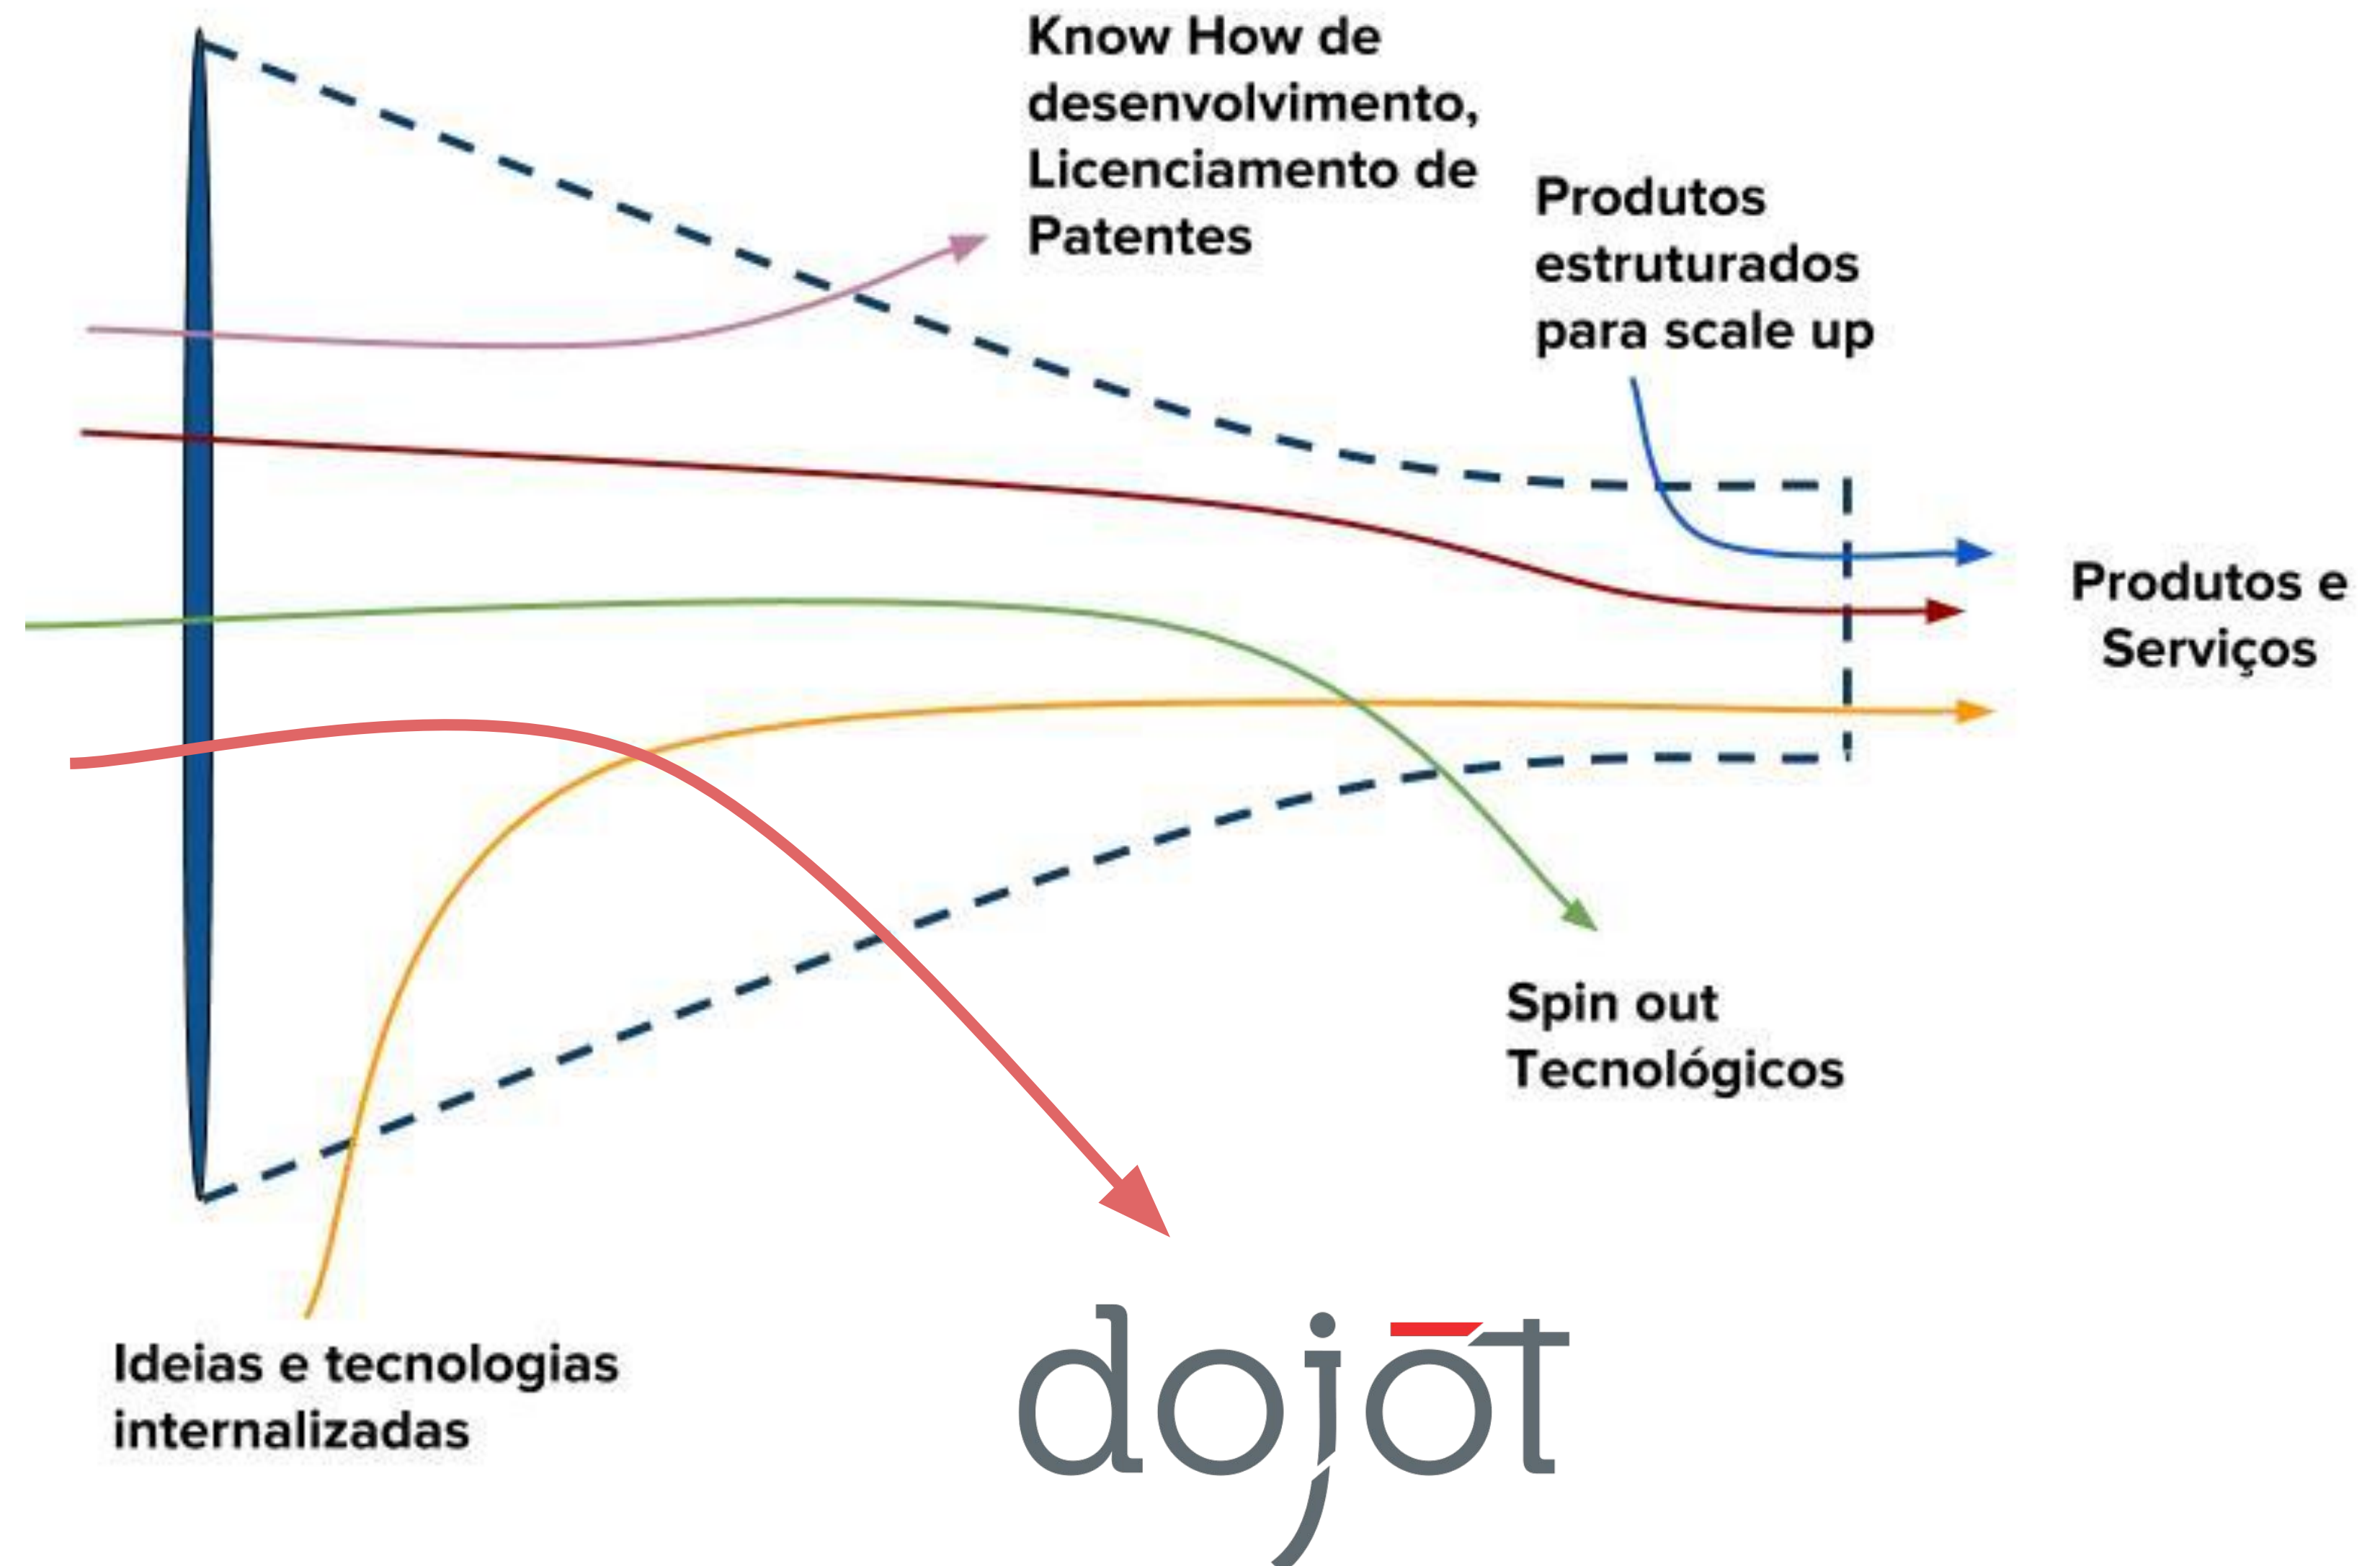 Know How de
desenvolvimento,
Licenciamento de
Patentes
Produtos
estruturados
para scale up
Produtos e
Serviços
Spin out
Tecnológicos
Ideias e tecnologias
internalizadas
dojot